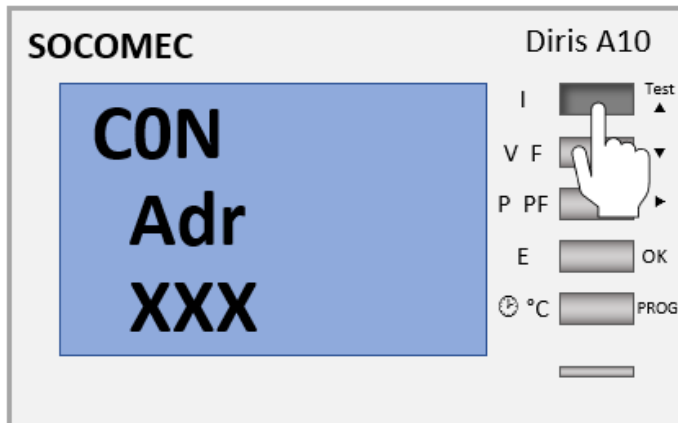 SOCOMEC
Diris A10
C0N
Adr
XXX
I
Test
▲
V F
▼
P PF
►
E
OK
°C
PROG